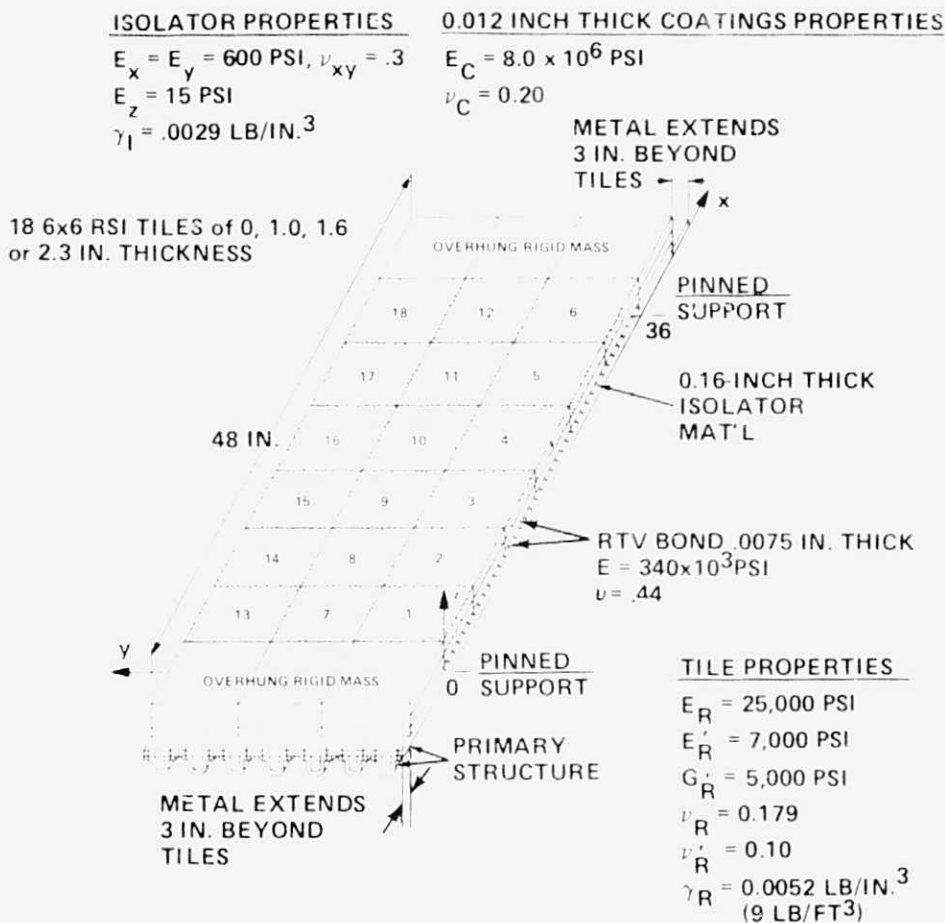 ISOLATOR PROPERTIES
E_x = E_y = 600 PSI, ν_xy = .3
E_z = 15 PSI
γ_I = .0029 LB/IN.³
0.012 INCH THICK COATINGS PROPERTIES
E_C = 8.0 x 10⁶ PSI
ν_C = 0.20
METAL EXTENDS
3 IN. BEYOND
TILES
x
18 6x6 RSI TILES of 0, 1.0, 1.6
or 2.3 IN. THICKNESS
OVERHUNG RIGID MASS
PINNED
SUPPORT
36
18 12 6
17 11 5
16 10 4
15 9 3
14 8 2
13 7 1
48 IN.
0.16-INCH THICK
ISOLATOR
MAT'L
RTV BOND .0075 IN. THICK
E = 340x10³PSI
υ = .44
y
OVERHUNG RIGID MASS
0
PINNED
SUPPORT
PRIMARY
STRUCTURE
METAL EXTENDS
3 IN. BEYOND
TILES
TILE PROPERTIES
E_R = 25,000 PSI
E'_R = 7,000 PSI
G'_R = 5,000 PSI
ν_R = 0.179
ν'_R = 0.10
γ_R = 0.0052 LB/IN.³
(9 LB/FT³)